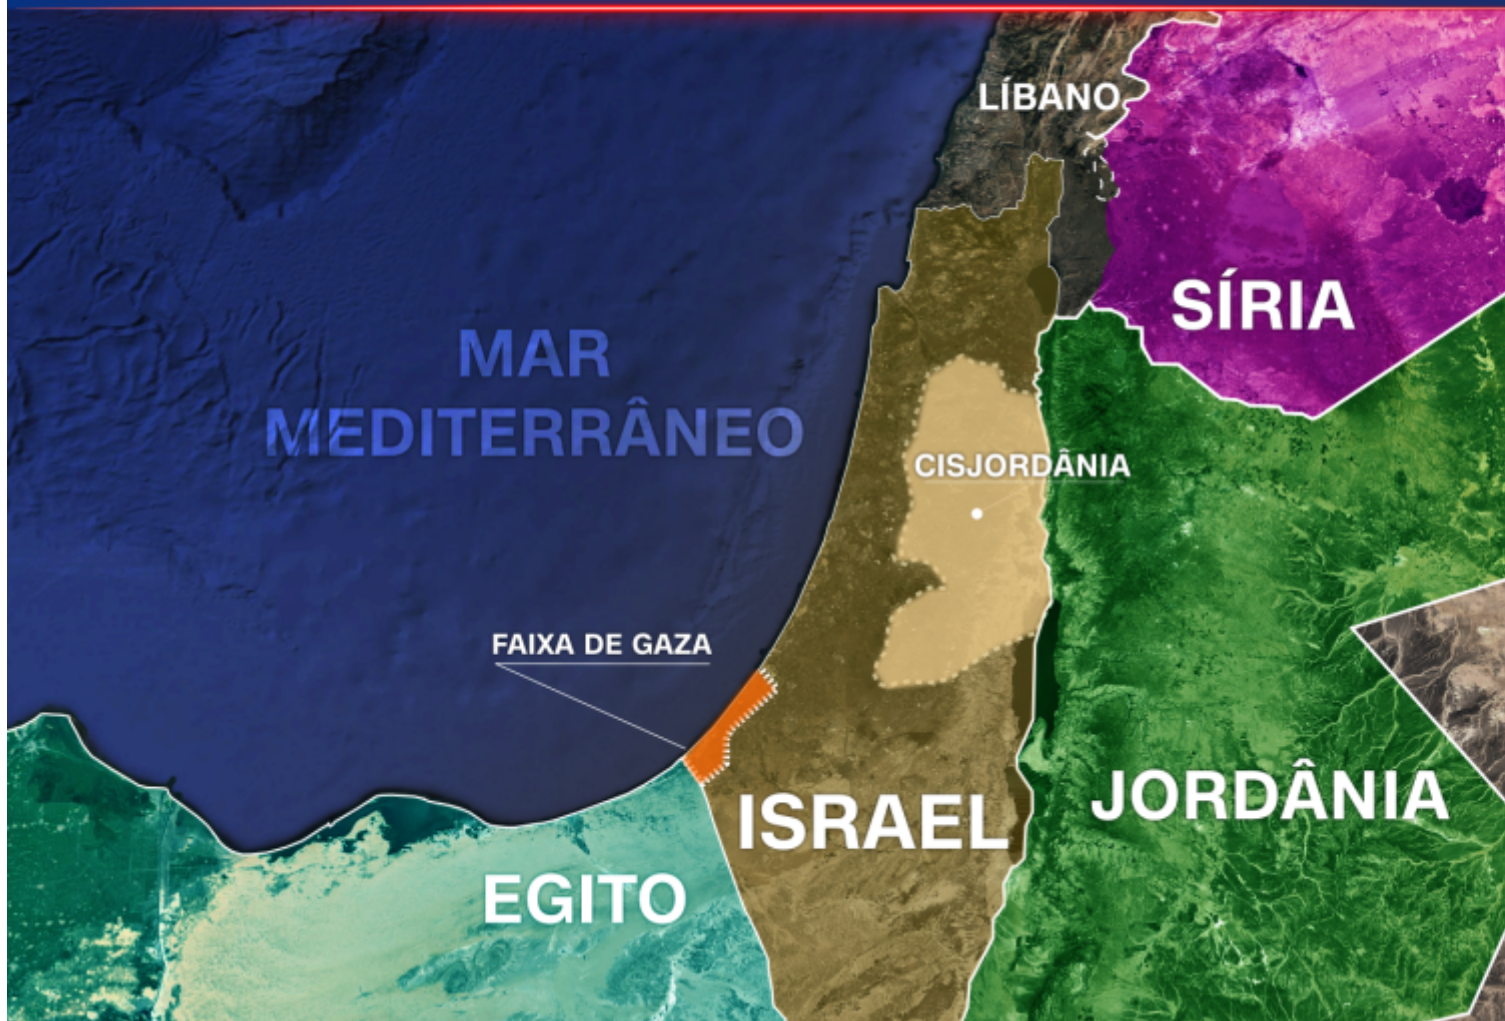 LÍBANO
SÍRIA
MAR
MEDITERRÂNEO
CISJORDÂNIA
FAIXA DE GAZA
ISRAEL
JORDÂNIA
EGITO